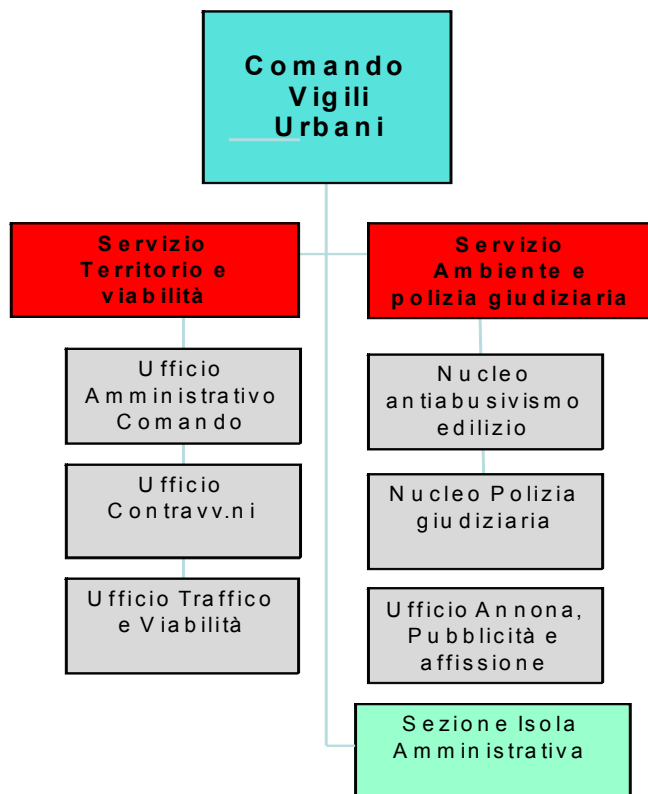 Comando
Vigili
Urbani
Servizio
Territorio e
viabilità
Servizio
Ambiente e
polizia giudiziaria
Ufficio
Amministrativo
Comando
Nucleo
antiabusivismo
edilizio
Ufficio
Contravv.ni
Nucleo Polizia
giudiziaria
Ufficio Traffico
e Viabilità
Ufficio Annona,
Pubblicità e
affissione
Sezione Isola
Amministrativa